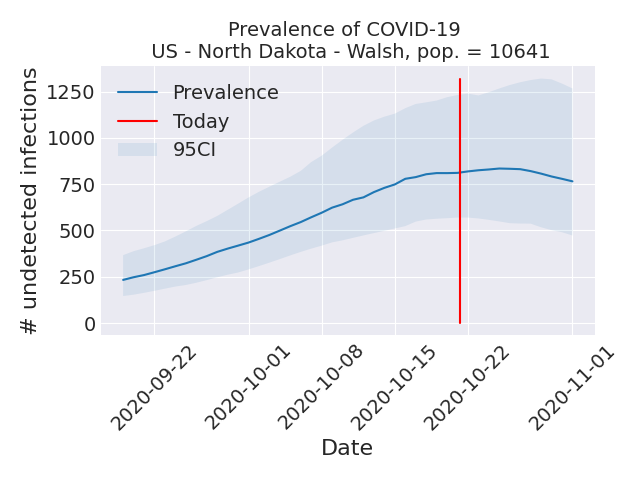 Prevalence of COVID-19
US - North Dakota - Walsh, pop. = 10641
# undetected infections
1250
1000
750
500
250
0
Prevalence
Today
95CI
2020-09-22
2020-10-01
2020-10-08
2020-10-15
2020-10-22
2020-11-01
Date